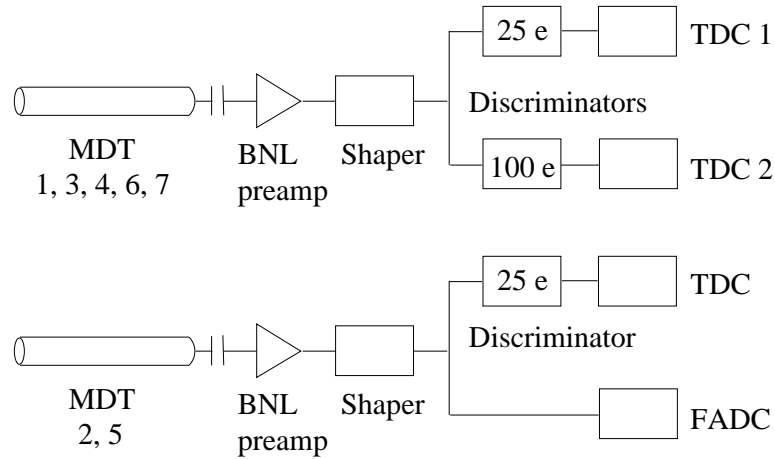 25 e
TDC 1
Discriminators
MDT
1, 3, 4, 6, 7
BNL
preamp
Shaper
100 e
TDC 2
25 e
TDC
Discriminator
MDT
2, 5
BNL
preamp
Shaper
FADC